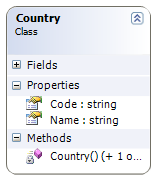 Country
Class
Fields
Properties
Code : string
Name : string
Methods
Country() (+ 1 o...